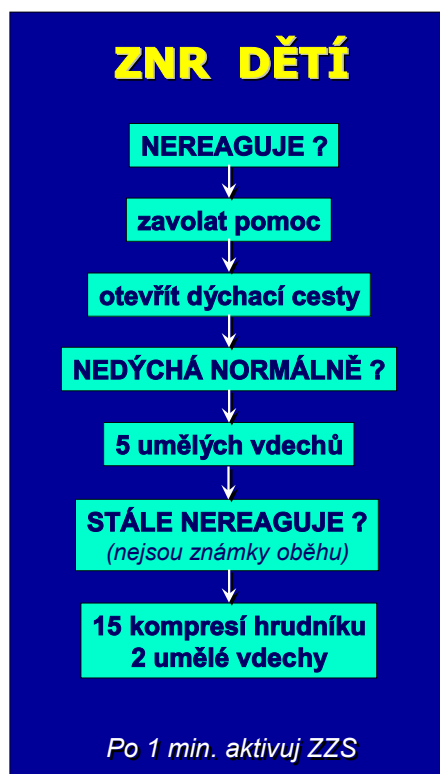 ZNR DĚTÍ
NEREAGUJE ?
zavolat pomoc
otevřít dýchací cesty
NEDÝCHÁ NORMÁLNĚ ?
5 umělých vdechů
STÁLE NEREAGUJE ?
(nejsou známky oběhu)
15 kompresí hrudníku
2 umělé vdechy
Po 1 min. aktivuj ZZS